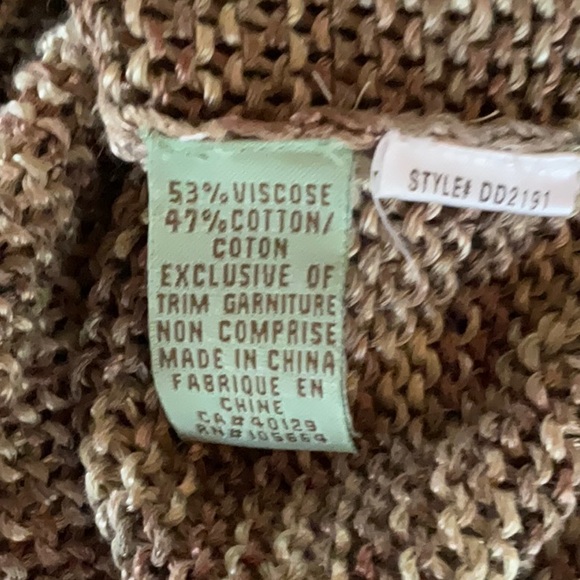 53% VISCOSE
47% COTTON/
COTON
EXCLUSIVE OF
TRIM GARNITURE
NON COMPRISE
MADE IN CHINA
FABRIQUE EN
CHINE
CA#40129
RN#105664
STYLE# DD2191